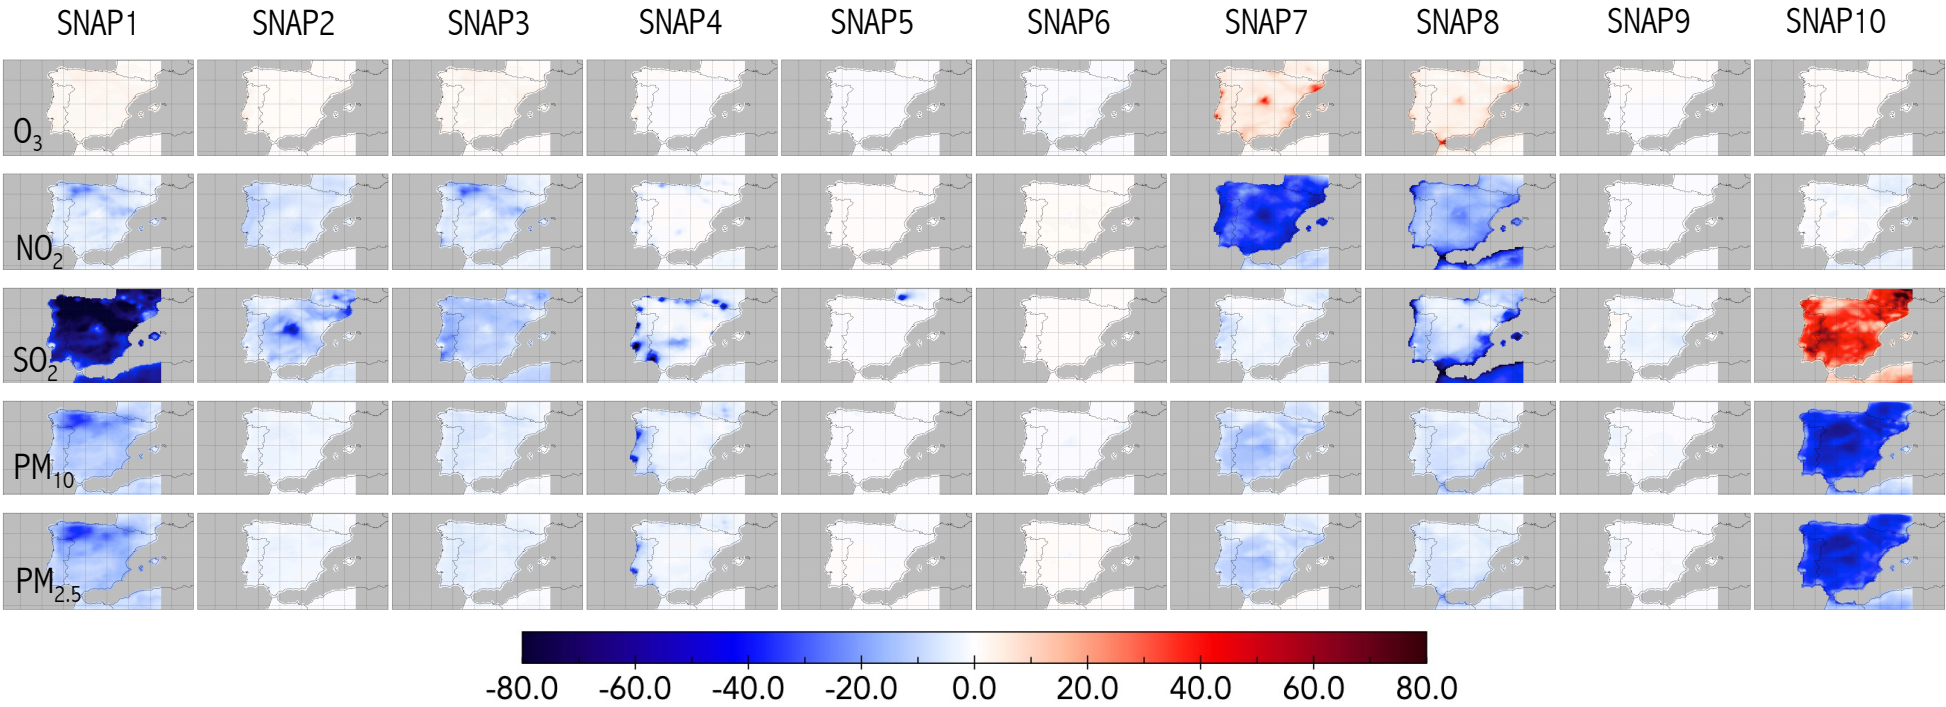 SNAP1 SNAP2 SNAP3 SNAP4 SNAP5 SNAP6 SNAP7 SNAP8 SNAP9 SNAP10
O3
NO2
SO2
PM10
PM2.5
-80.0 -60.0 -40.0 -20.0 0.0 20.0 40.0 60.0 80.0